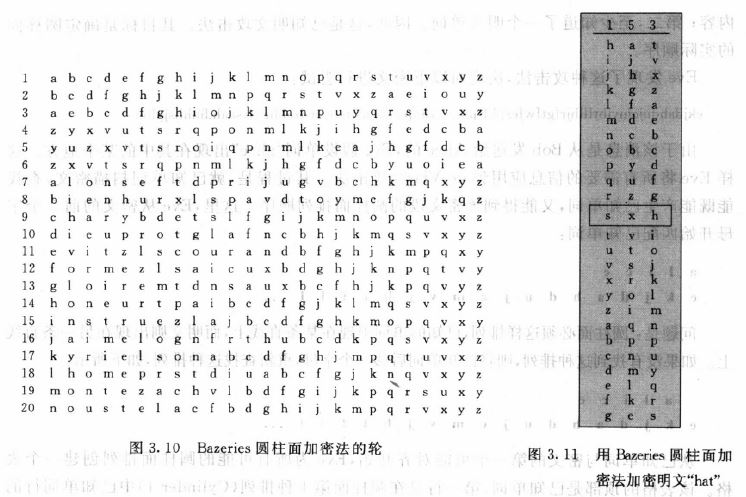 1 a b c d e f g h i j k l m n o p q r s t u v x y z
2 b c d f g h j k l m n p q r s t v x z a e i o u y
3 a e b c d f g h i o j k l m n p u y q r s t v x z
4 z y x v u t s r q p o n m l k j i h g f e d c b a
5 y u z x v t s r o i q p n m l k e a j h g f d c b
6 z x v t s r q p n m l k j h g f d c b y u o i e a
7 a l o n s e f t d p r i j u g v b c h k m q x y z
8 b i e n h u r x l s p a v d t o y m c f g j k q z
9 c h a r y b d e t s l f g i j k m n o p q u v x z
10 d i e u p r o t g l a f n c b h j k m q s v x y z
11 e v i t z l s c o u r a n d b f g h j k m p q x y
12 f o r m e z l s a i c u x b d g h j k n p q t v y
13 g l o i r e m t d n s a u x b c f h j k p q v y z
14 h o n e u r t p a i b c d f g j k l m q s v x y z
15 i n s t r u e z l a j b c d f g h k m o p q v x y
16 j a i m e l o g n f r t h u b c d k p q s v x y z
17 k y r i e l s o n a b c d f g h j m p q t u v x z
18 l h o m e p r s t d i u a b c f g j k n q v x y z
19 m o n t e z a c h v l b d f g i j k p q r s u x y
20 n o u s t e l a c f b d g h i j k m p q r v x y z
图 3.10 Bazeries 圆柱面加密法的轮
1 5 3
h a t
i j v
j h x
k g z
l f a
m d e
n c b
o b c
p y d
q u f
r z g
s x h
t v i
u t o
v s j
x r k
y o l
z i m
a q n
b p p
c n u
d m y
e l q
f k r
g e s
图 3.11 用 Bazeries 圆柱面加
密法加密明文“hat”